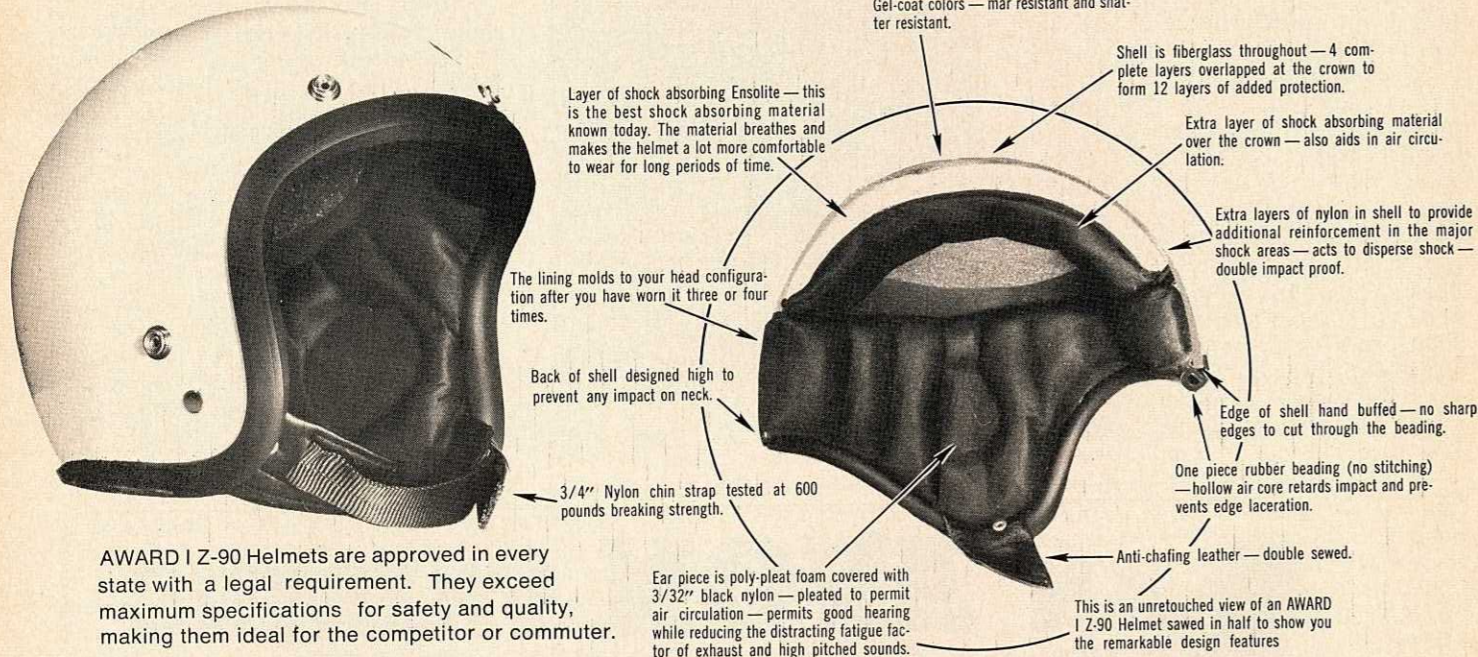 Gel-coat colors — mar resistant and shat-
ter resistant.
Shell is fiberglass throughout — 4 com-
plete layers overlapped at the crown to
form 12 layers of added protection.
Layer of shock absorbing Ensolite — this
is the best shock absorbing material
known today. The material breathes and
makes the helmet a lot more comfortable
to wear for long periods of time.
Extra layer of shock absorbing material
over the crown — also aids in air circu-
lation.
Extra layers of nylon in shell to provide
additional reinforcement in the major
shock areas — acts to disperse shock —
double impact proof.
The lining molds to your head configura-
tion after you have worn it three or four
times.
Back of shell designed high to
prevent any impact on neck.
Edge of shell hand buffed — no sharp
edges to cut through the beading.
One piece rubber beading (no stitching)
— hollow air core retards impact and pre-
vents edge laceration.
3/4" Nylon chin strap tested at 600
pounds breaking strength.
Anti-chafing leather — double sewed.
AWARD I Z-90 Helmets are approved in every
state with a legal requirement. They exceed
maximum specifications for safety and quality,
making them ideal for the competitor or commuter.
Ear piece is poly-pleat foam covered with
3/32" black nylon — pleated to permit
air circulation — permits good hearing
while reducing the distracting fatigue fac-
tor of exhaust and high pitched sounds.
This is an unretouched view of an AWARD
I Z-90 Helmet sawed in half to show you
the remarkable design features